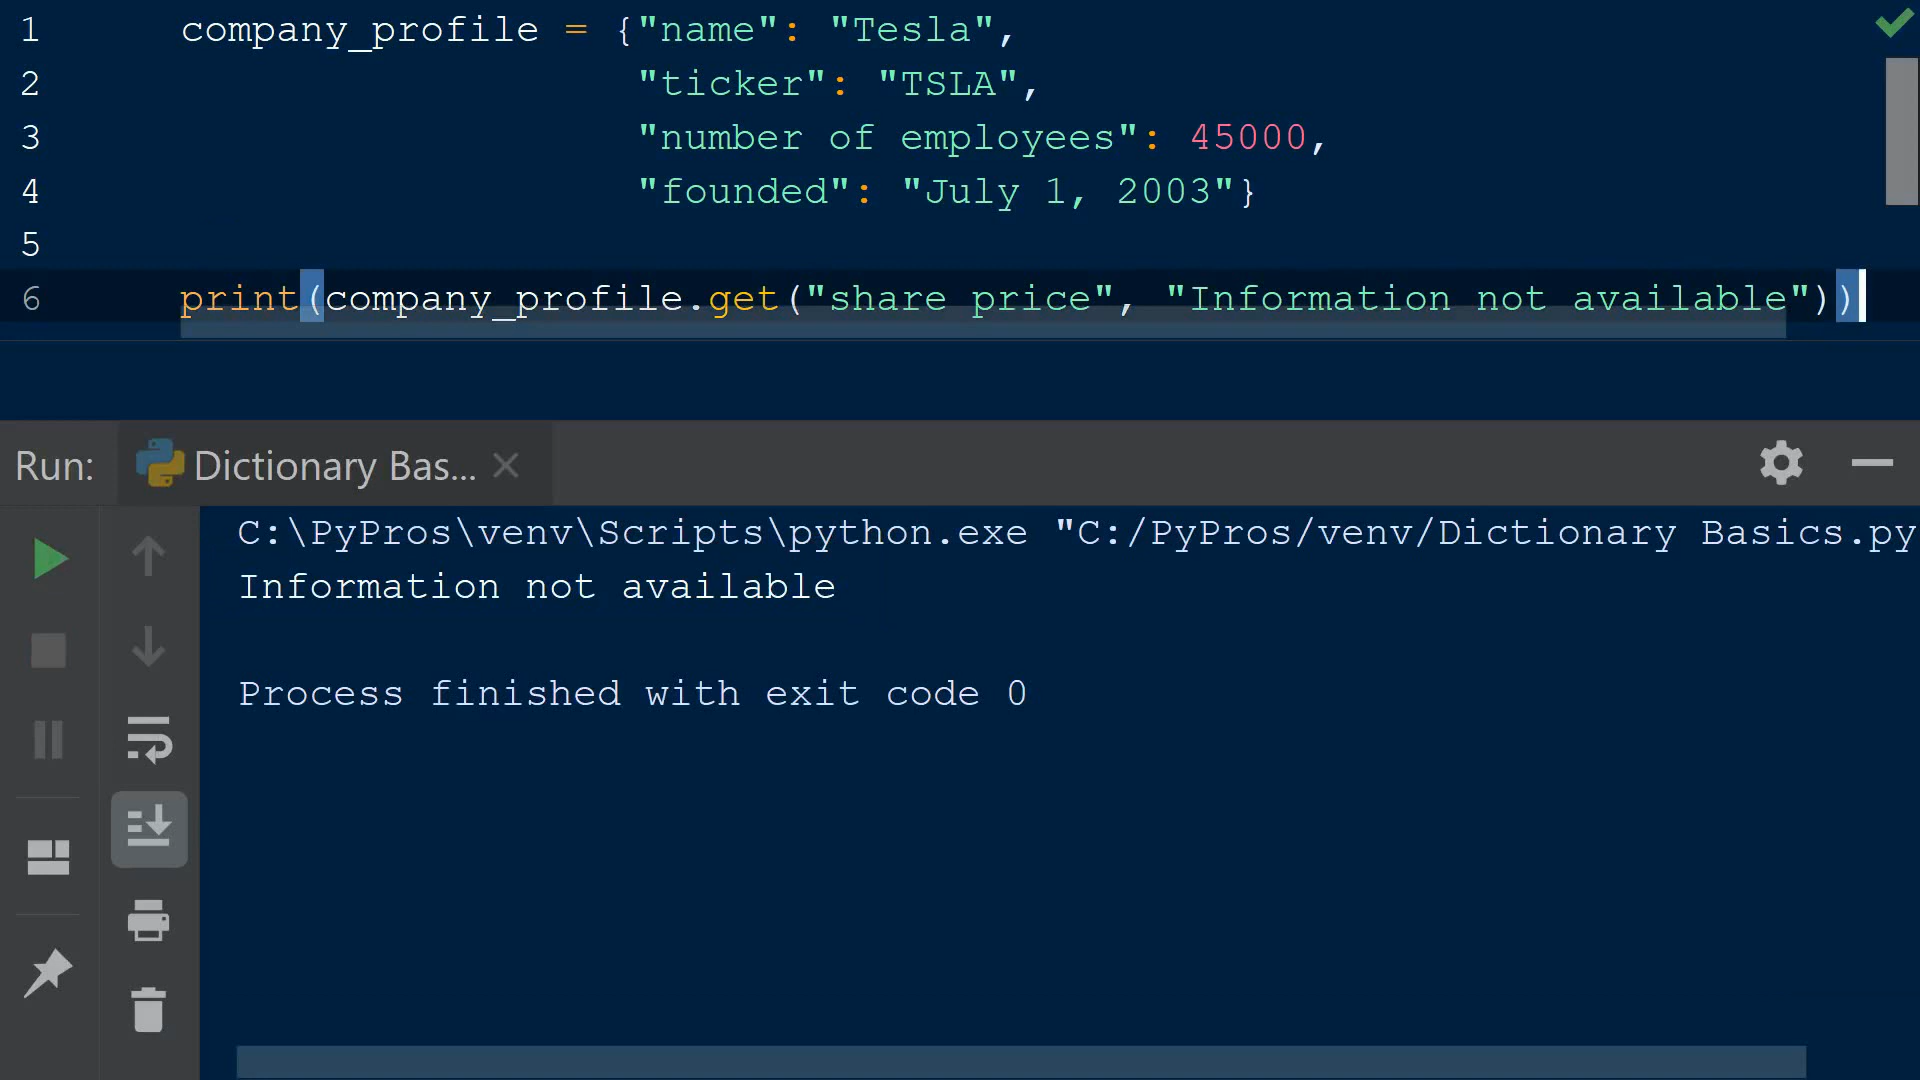 1 company_profile = {"name": "Tesla",
2 "ticker": "TSLA",
3 "number of employees": 45000,
4 "founded": "July 1, 2003"}
5
6 print(company_profile.get("share price", "Information not available"))
Run: Dictionary Bas...
C:\PyPros\venv\Scripts\python.exe "C:/PyPros/venv/Dictionary Basics.py
Information not available
Process finished with exit code 0